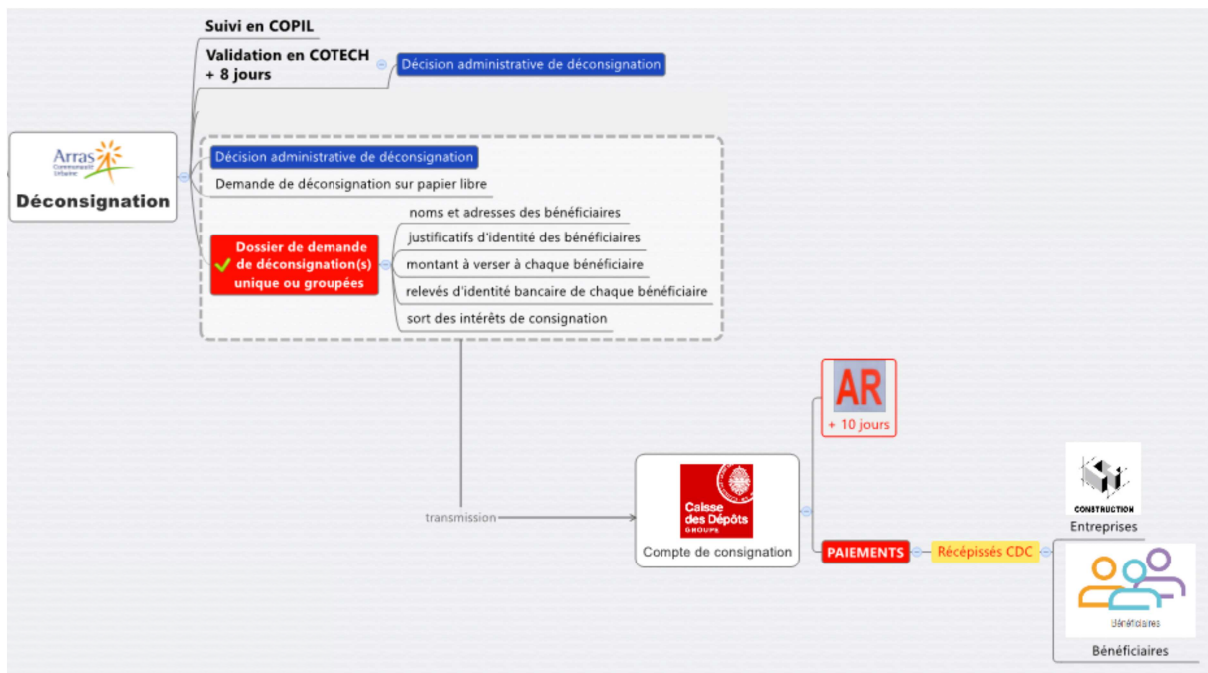 Suivi en COPIL
Validation en COTECH
+ 8 jours
Décision administrative de déconsignation
Arras
Communauté
Urbaine
Déconsignation
Décision administrative de déconsignation
Demande de déconsignation sur papier libre
Dossier de demande
de déconsignation(s)
unique ou groupées
noms et adresses des bénéficiaires
justificatifs d'identité des bénéficiaires
montant à verser à chaque bénéficiaire
relevés d'identité bancaire de chaque bénéficiaire
sort des intérêts de consignation
transmission
Caisse
des Dépôts
GROUPE
Compte de consignation
AR
+ 10 jours
PAIEMENTS
Récépissés CDC
CONSTRUCTION
Entreprises
Bénéficiaires
Bénéficiaires